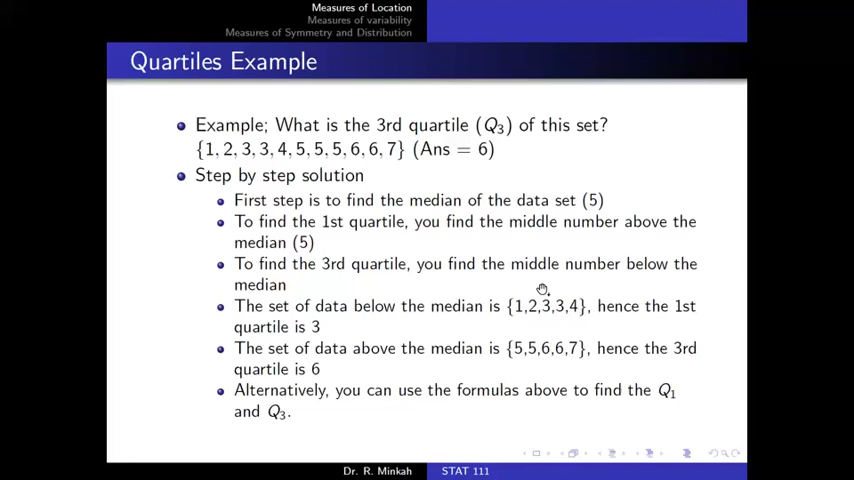 Measures of Location
Measures of variability
Measures of Symmetry and Distribution
Quartiles Example
Example; What is the 3rd quartile (Q3) of this set?
{1, 2, 3, 3, 4, 5, 5, 5, 6, 6, 7} (Ans = 6)
Step by step solution
First step is to find the median of the data set (5)
To find the 1st quartile, you find the middle number above the
median (5)
To find the 3rd quartile, you find the middle number below the
median
The set of data below the median is {1,2,3,3,4}, hence the 1st
quartile is 3
The set of data above the median is {5,5,6,6,7}, hence the 3rd
quartile is 6
Alternatively, you can use the formulas above to find the Q1
and Q3.
Dr. R. Minkah STAT 111